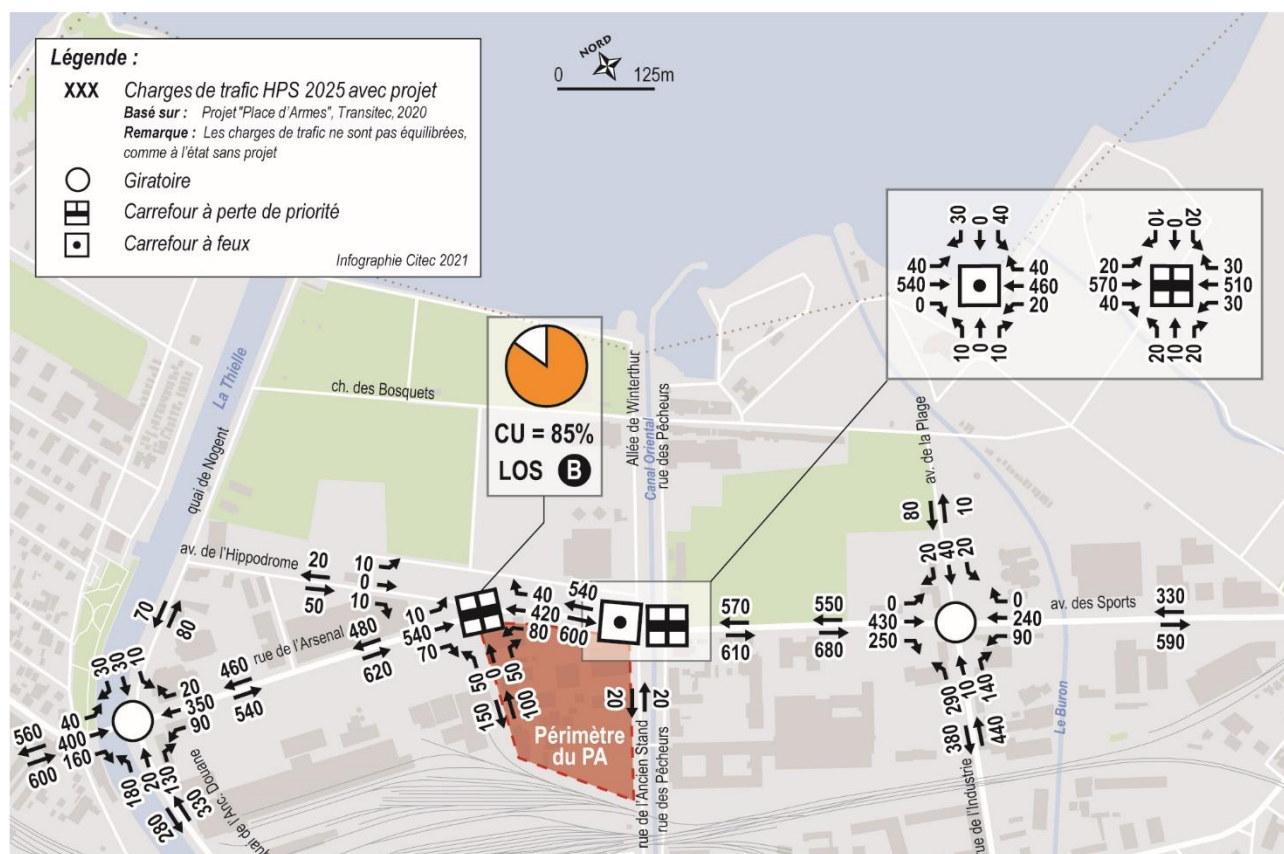 Légende :
XXX Charges de trafic HPS 2025 avec projet
Basé sur : Projet "Place d'Armes", Transitec, 2020
Remarque : Les charges de trafic ne sont pas équilibrées,
comme à l'état sans projet
Giratoire
Carrefour à perte de priorité
Carrefour à feux
Infographie Citec 2021
NORD
0 125m
30 0 40
40 40
540 460
0 20
10 0 10
10 0 20
20 30
570 510
40 30
20 10 20
CU = 85%
LOS B
La Thielle
quai de Nogent
ch. des Bosquets
Allée de Winterthur
Canal Oriental
rue des Pêcheurs
av. de la Plage
80 10
av. de l'Hippodrome
20
50
10
0
10
70 80
rue de l'Arsenal
480
620
460
540
10
540
70
40
420
80
50 0 50
150 100
540
600
570
610
550
680
20 40 20
0
430
250
0
240
90
290 10 140
380 440
av. des Sports
330
590
Le Buron
rue de l'Industrie
20 20
rue de l'Ancien Stand
rue des Pêcheurs
Périmètre
du PA
30 30 10
20
350
90
40
400
160
560
600
180 20 130
280 330
quai de l'Anc. Douane